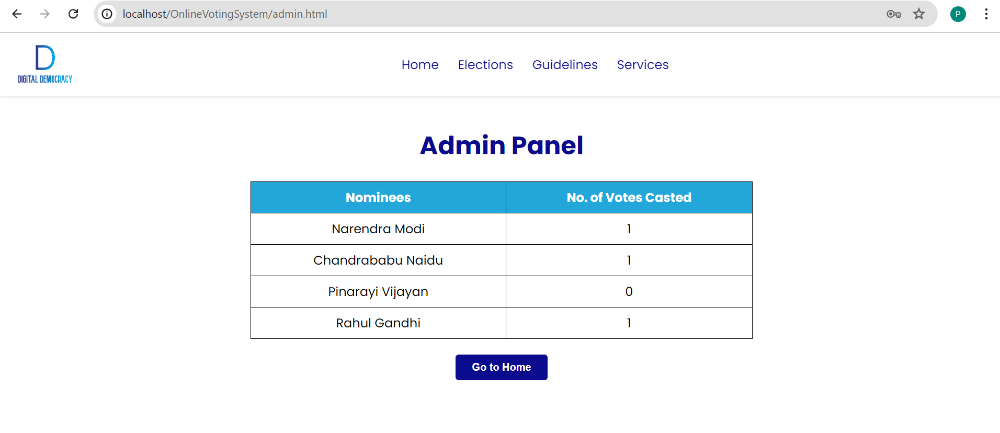 localhost/OnlineVotingSystem/admin.html
P
D
DIGITAL DEMOCRACY
Home Elections Guidelines Services
Admin Panel
Nominees No. of Votes Casted
Narendra Modi 1
Chandrababu Naidu 1
Pinarayi Vijayan 0
Rahul Gandhi 1
Go to Home